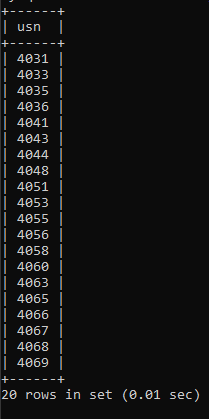 +------+
| usn  |
+------+
| 4031 |
| 4033 |
| 4035 |
| 4036 |
| 4041 |
| 4043 |
| 4044 |
| 4048 |
| 4051 |
| 4053 |
| 4055 |
| 4056 |
| 4058 |
| 4060 |
| 4063 |
| 4065 |
| 4066 |
| 4067 |
| 4068 |
| 4069 |
+------+
20 rows in set (0.01 sec)